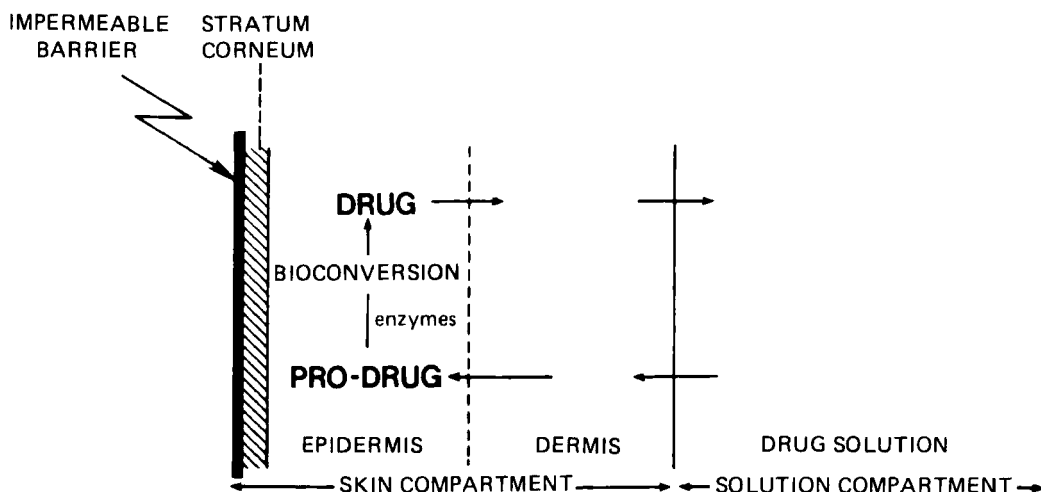 IMPERMEABLE
BARRIER
STRATUM
CORNEUM
DRUG
BIOCONVERSION
enzymes
PRO-DRUG
EPIDERMIS
DERMIS
DRUG SOLUTION
SKIN COMPARTMENT
SOLUTION COMPARTMENT